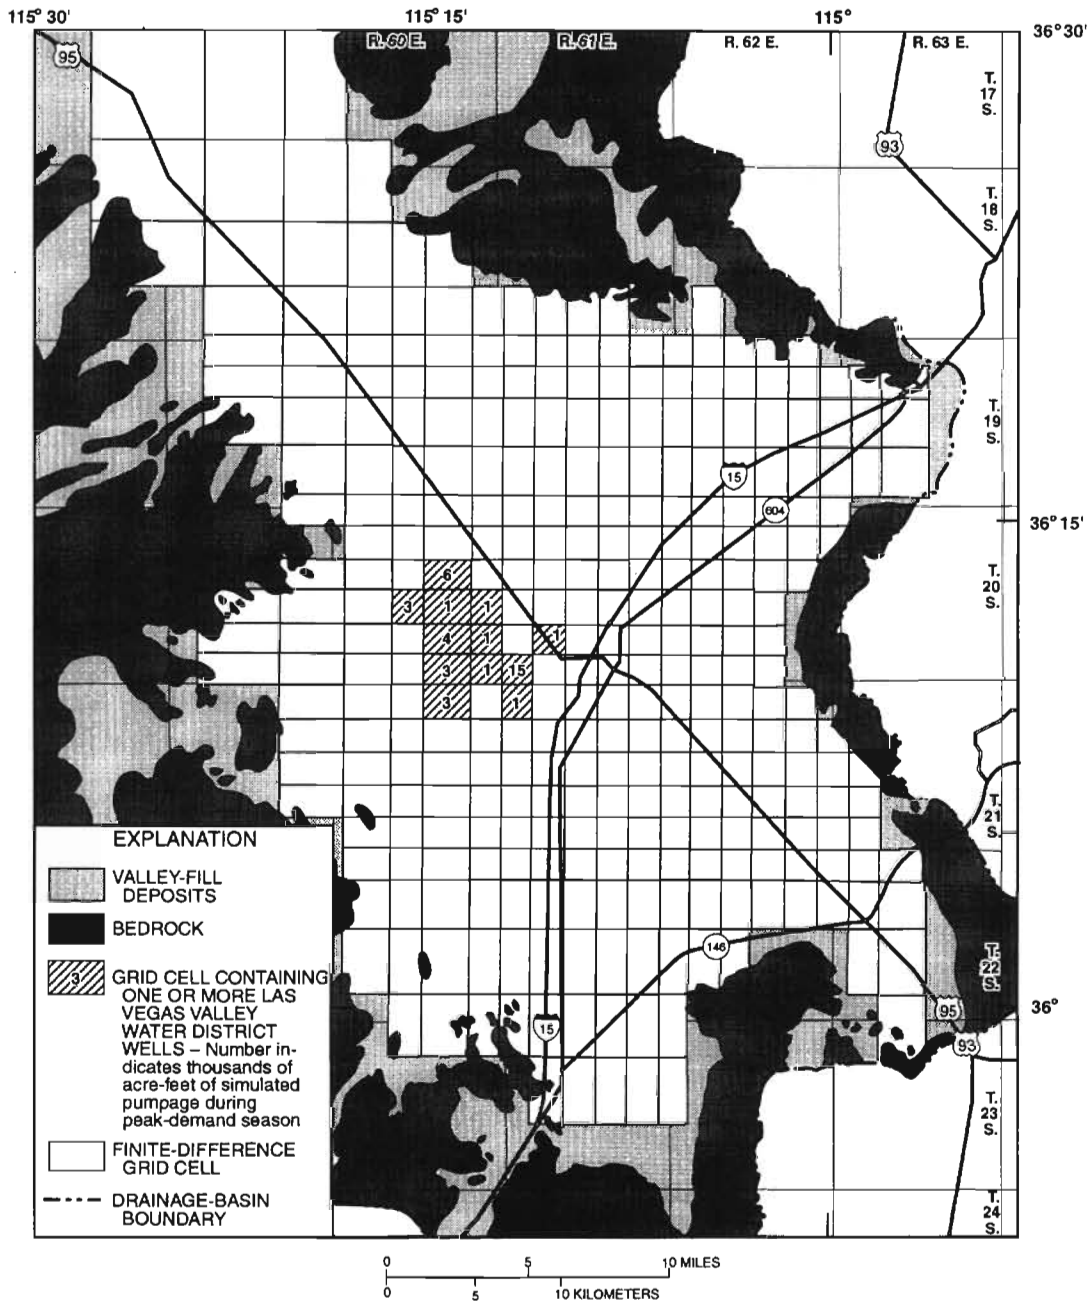 115° 30'
115° 15'
115°
R. 60 E.
R. 61 E.
R. 62 E.
R. 63 E.
36° 30'
95
T.
17
S.
93
T.
18
S.
T.
19
S.
15
604
36° 15'
T.
20
S.
6
3 1 1
4 1 1
3 1 15
3 1
T.
21
S.
EXPLANATION
VALLEY-FILL
DEPOSITS
BEDROCK
3
GRID CELL CONTAINING
ONE OR MORE LAS
VEGAS VALLEY
WATER DISTRICT
WELLS – Number in-
dicates thousands of
acre-feet of simulated
pumpage during
peak-demand season
FINITE-DIFFERENCE
GRID CELL
DRAINAGE-BASIN
BOUNDARY
146
T.
22
S.
36°
95
15
93
T.
23
S.
T.
24
S.
0 5 10 MILES
0 5 10 KILOMETERS